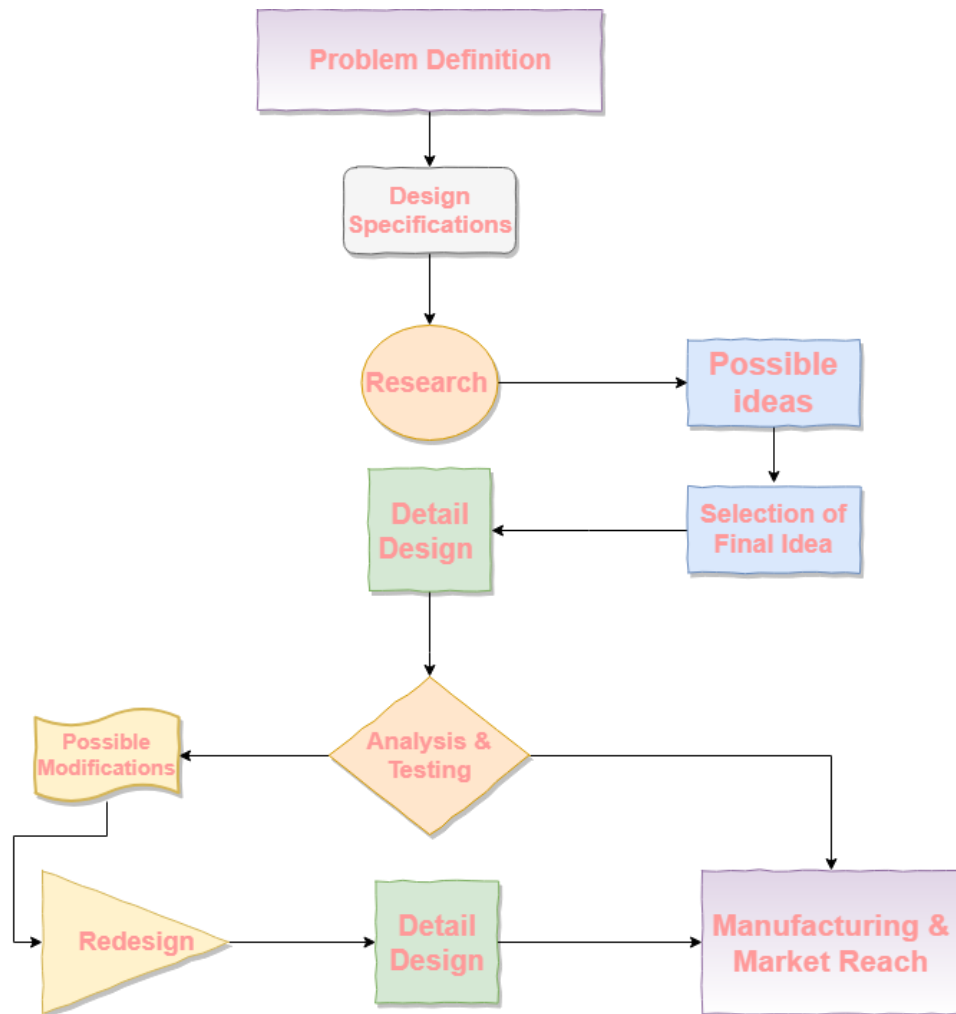 Problem Definition
Design
Specifications
Research
Possible
ideas
Detail
Design
Selection of
Final Idea
Analysis &
Testing
Possible
Modifications
Redesign
Detail
Design
Manufacturing &
Market Reach